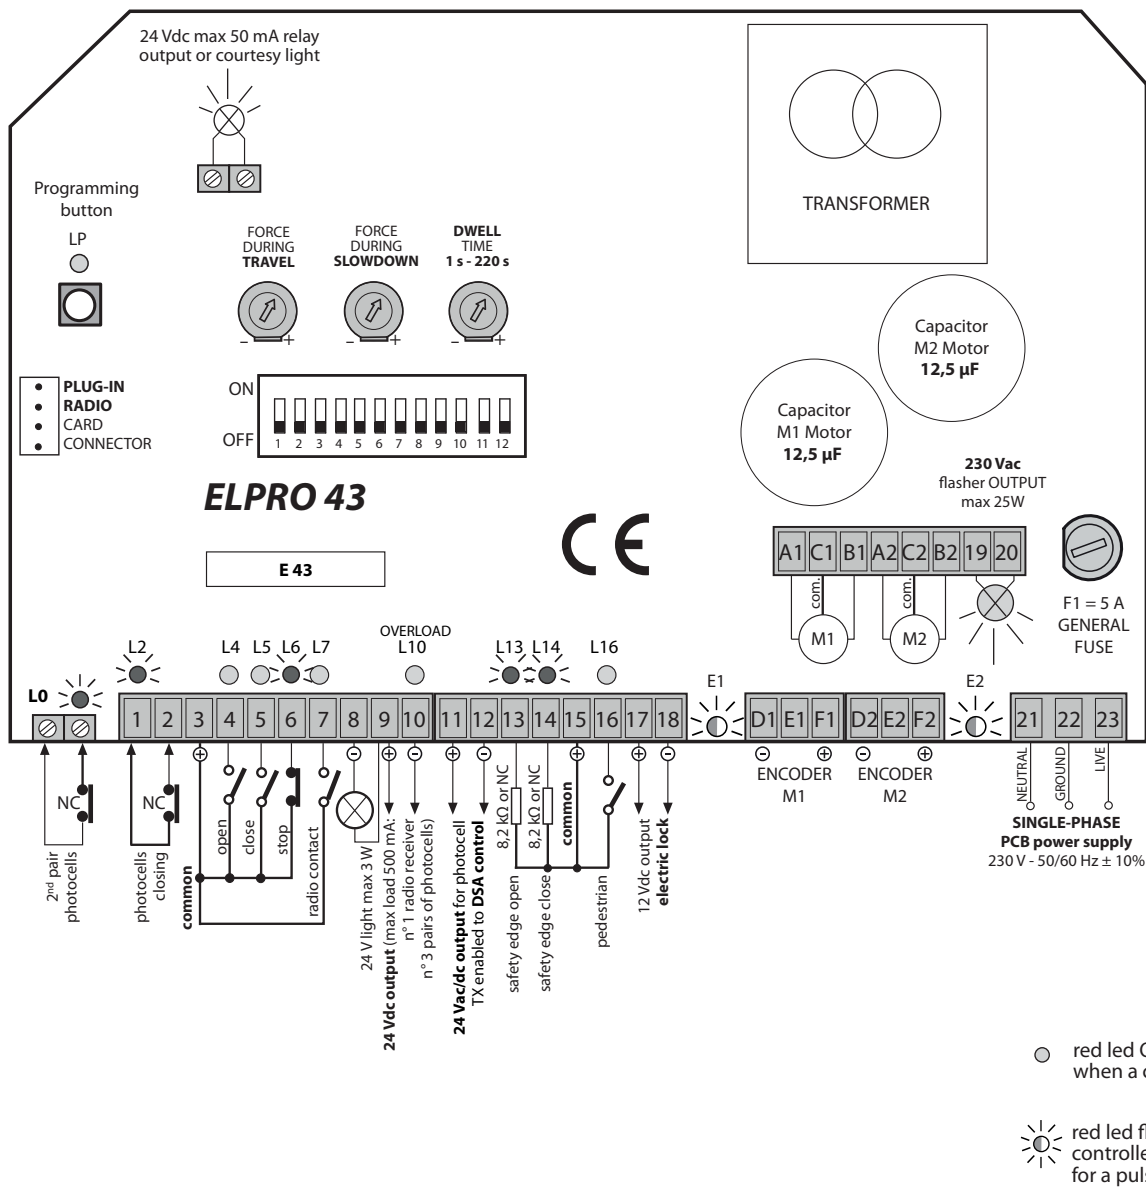 24 Vdc max 50 mA relay
output or courtesy light
Programming
button
LP
FORCE
DURING
TRAVEL
FORCE
DURING
SLOWDOWN
DWELL
TIME
1 s - 220 s
TRANSFORMER
- +
- +
- +
PLUG-IN
RADIO
CARD
CONNECTOR
ON
OFF
1 2 3 4 5 6 7 8 9 10 11 12
Capacitor
M2 Motor
12,5 µF
Capacitor
M1 Motor
12,5 µF
230 Vac
flasher OUTPUT
max 25W
ELPRO 43
CE
E 43
A1 C1 B1 A2 C2 B2 19 20
com.
com.
M1
M2
F1 = 5 A
GENERAL
FUSE
OVERLOAD
L2 L4 L5 L6 L7 L10 L13 L14 L16
L0
E1
E2
1 2 3 4 5 6 7 8 9 10 11 12 13 14 15 16 17 18
D1 E1 F1 D2 E2 F2
21 22 23
NC
NC
2nd pair
photocells
photocells
closing
common
open
close
stop
radio contact
24 V light max 3 W
24 Vdc output (max load 500 mA:
n° 1 radio receiver
n° 3 pairs of photocells)
24 Vac/dc output for photocell
TX enabled to DSA control
8,2 kΩ or NC
safety edge open
8,2 kΩ or NC
safety edge close
common
pedestrian
12 Vdc output
electric lock
ENCODER
M1
ENCODER
M2
NEUTRAL
GROUND
LIVE
SINGLE-PHASE
PCB power supply
230 V - 50/60 Hz ± 10%
red led
when a
red led
controlle
for a pul